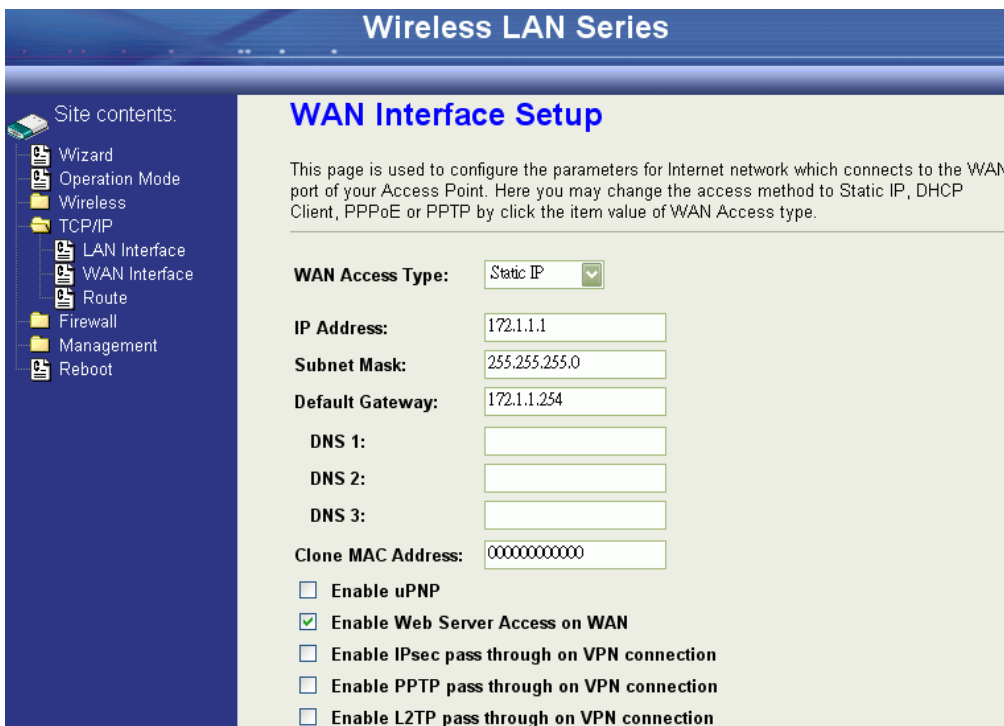 Wireless LAN Series
Site contents:
Wizard
Operation Mode
Wireless
TCP/IP
LAN Interface
WAN Interface
Route
Firewall
Management
Reboot
WAN Interface Setup
This page is used to configure the parameters for Internet network which connects to the WAN
port of your Access Point. Here you may change the access method to Static IP, DHCP
Client, PPPoE or PPTP by click the item value of WAN Access type.
WAN Access Type: Static IP
IP Address: 172.1.1.1
Subnet Mask: 255.255.255.0
Default Gateway: 172.1.1.254
DNS 1:
DNS 2:
DNS 3:
Clone MAC Address: 000000000000
Enable uPNP
Enable Web Server Access on WAN
Enable IPsec pass through on VPN connection
Enable PPTP pass through on VPN connection
Enable L2TP pass through on VPN connection